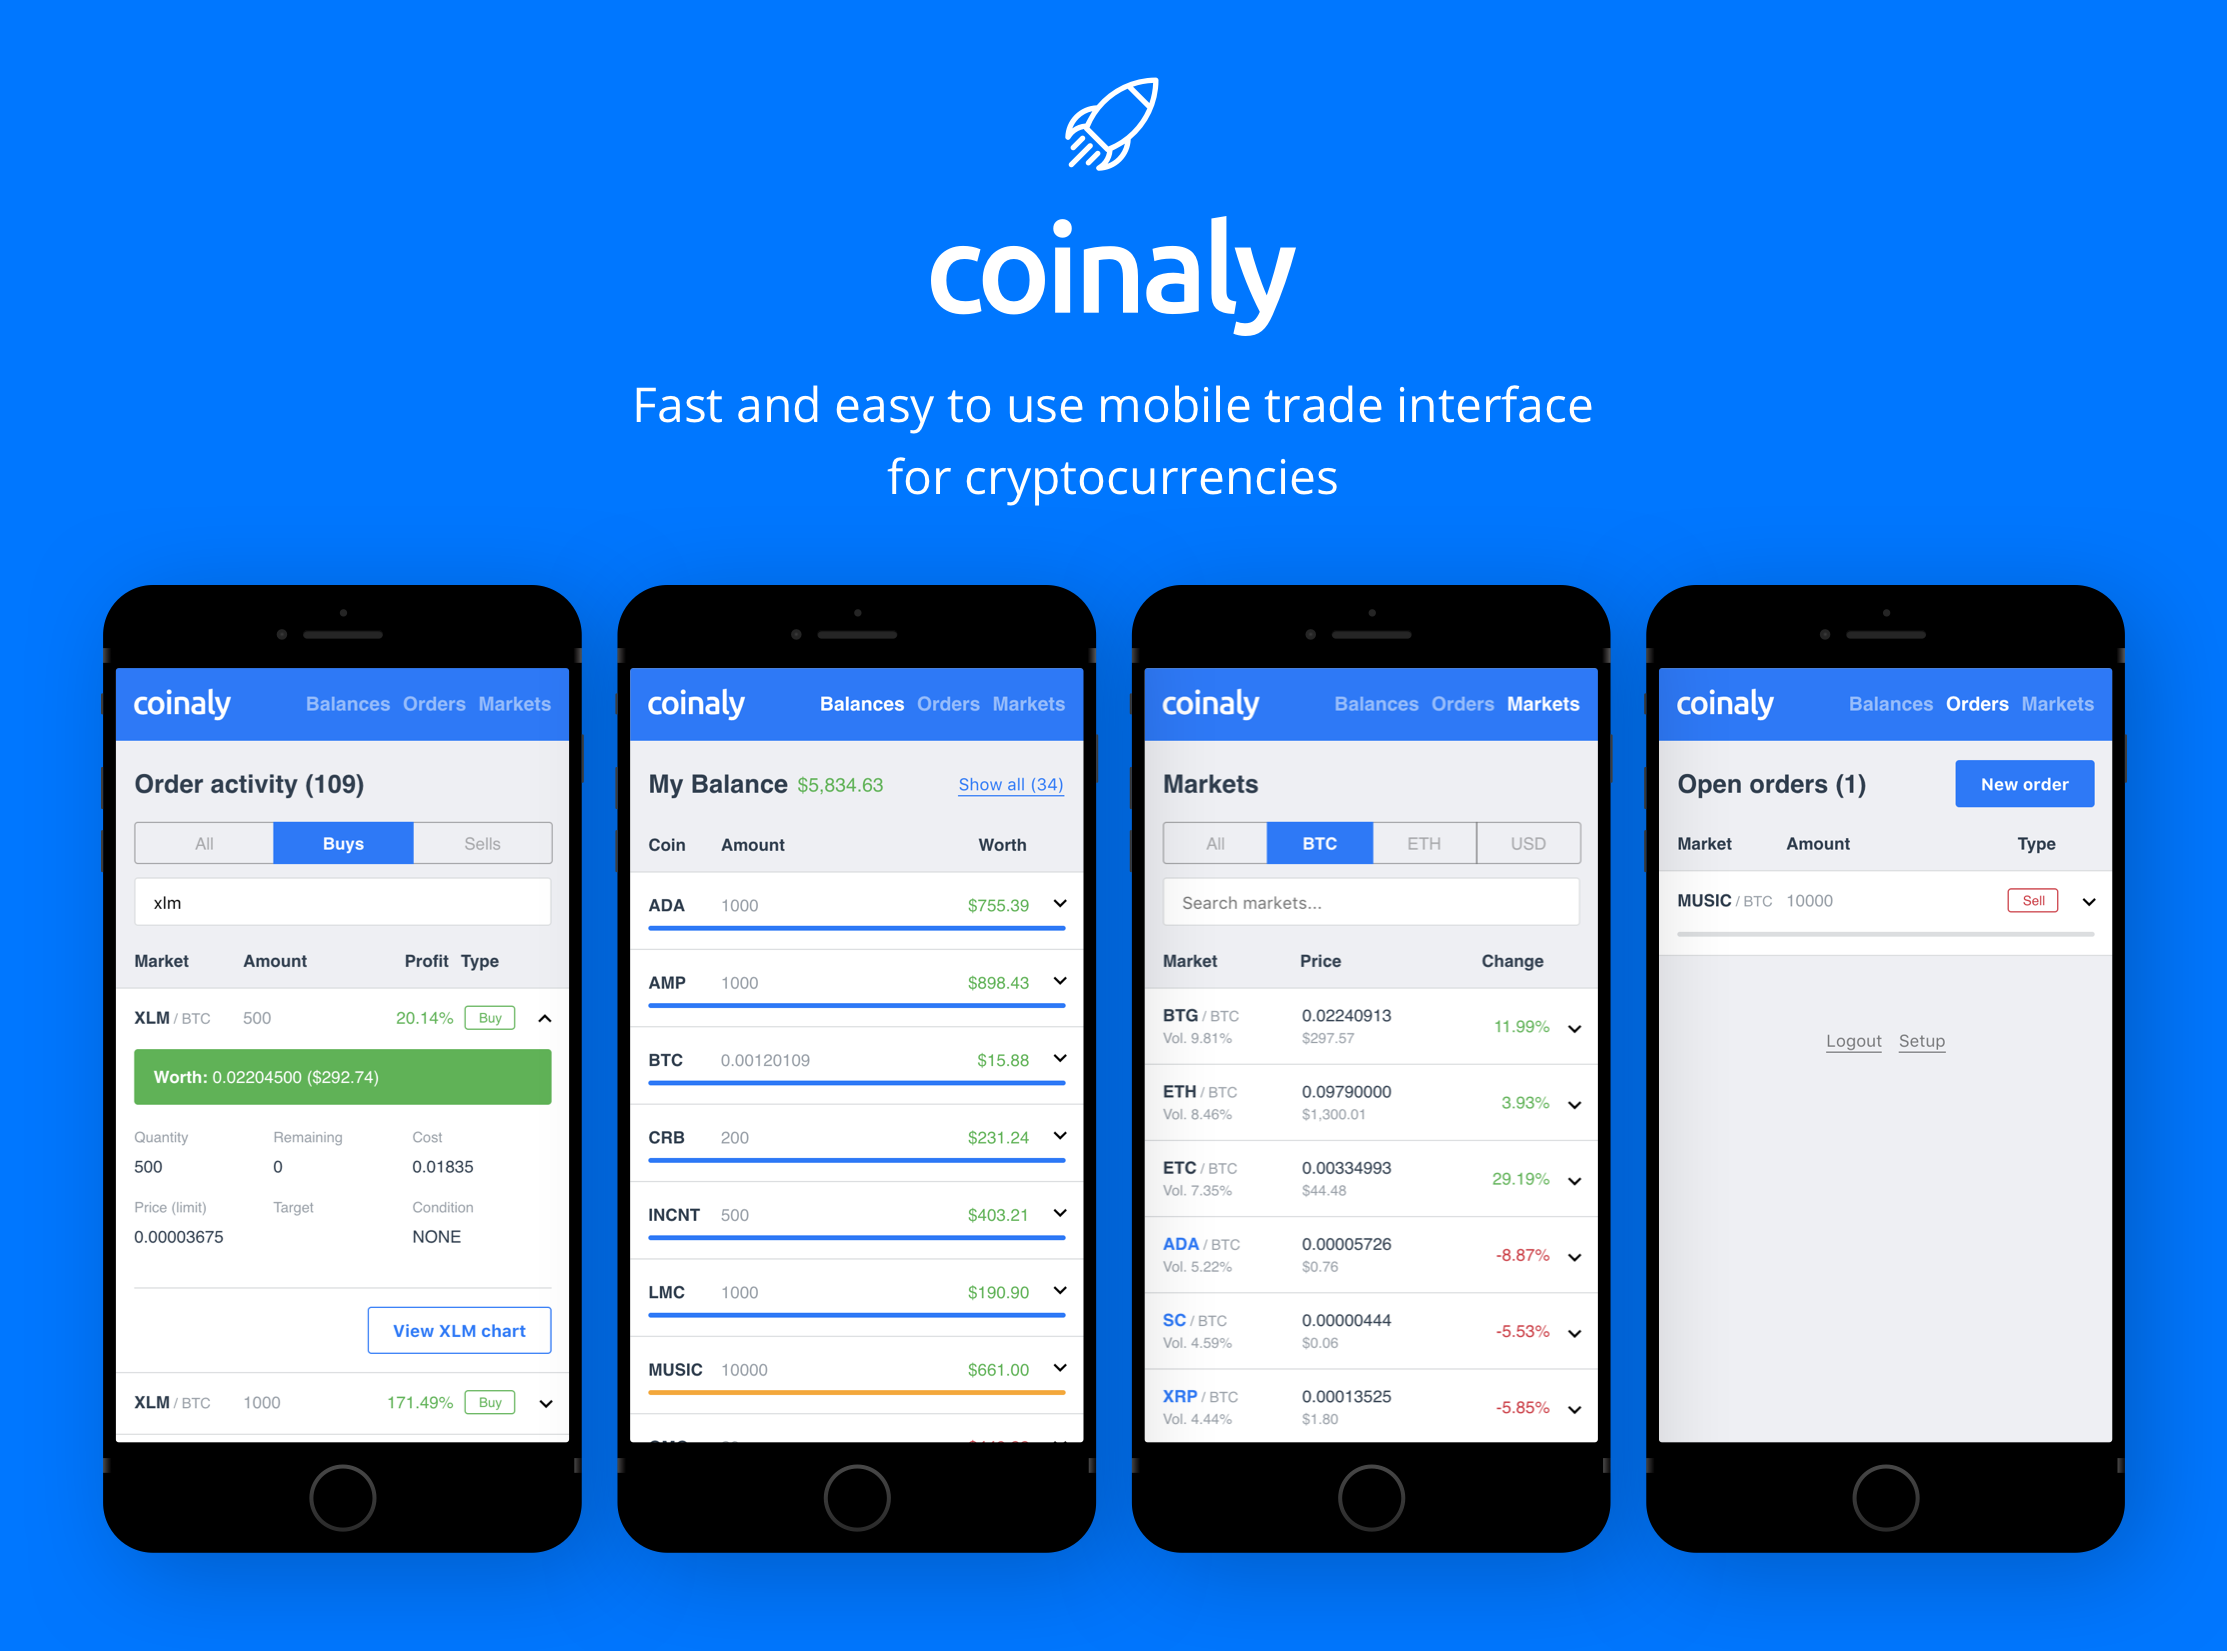 coinaly
Fast and easy to use mobile trade interface
for cryptocurrencies
coinaly Balances Orders Markets
Order activity (109)
All Buys Sells
xlm
Market Amount Profit Type
XLM / BTC 500 20.14% Buy
Worth: 0.02204500 ($292.74)
Quantity Remaining Cost
500 0 0.01835
Price (limit) Target Condition
0.00003675 NONE
View XLM chart
XLM / BTC 1000 171.49% Buy
coinaly Balances Orders Markets
My Balance $5,834.63 Show all (34)
Coin Amount Worth
ADA 1000 $755.39
AMP 1000 $898.43
BTC 0.00120109 $15.88
CRB 200 $231.24
INCNT 500 $403.21
LMC 1000 $190.90
MUSIC 10000 $661.00
coinaly Balances Orders Markets
Markets
All BTC ETH USD
Search markets...
Market Price Change
BTG / BTC 0.02240913 11.99%
Vol. 9.81% $297.57
ETH / BTC 0.09790000 3.93%
Vol. 8.46% $1,300.01
ETC / BTC 0.00334993 29.19%
Vol. 7.35% $44.48
ADA / BTC 0.00005726 -8.87%
Vol. 5.22% $0.76
SC / BTC 0.00000444 -5.53%
Vol. 4.59% $0.06
XRP / BTC 0.00013525 -5.85%
Vol. 4.44% $1.80
coinaly Balances Orders Markets
Open orders (1) New order
Market Amount Type
MUSIC / BTC 10000 Sell
Logout Setup